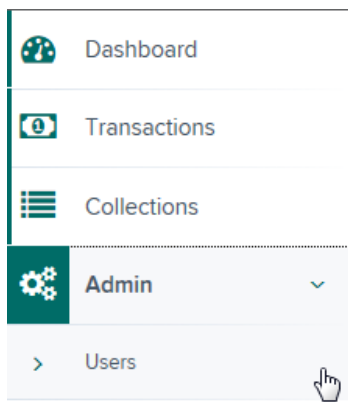 Dashboard
Transactions
Collections
Admin
Users